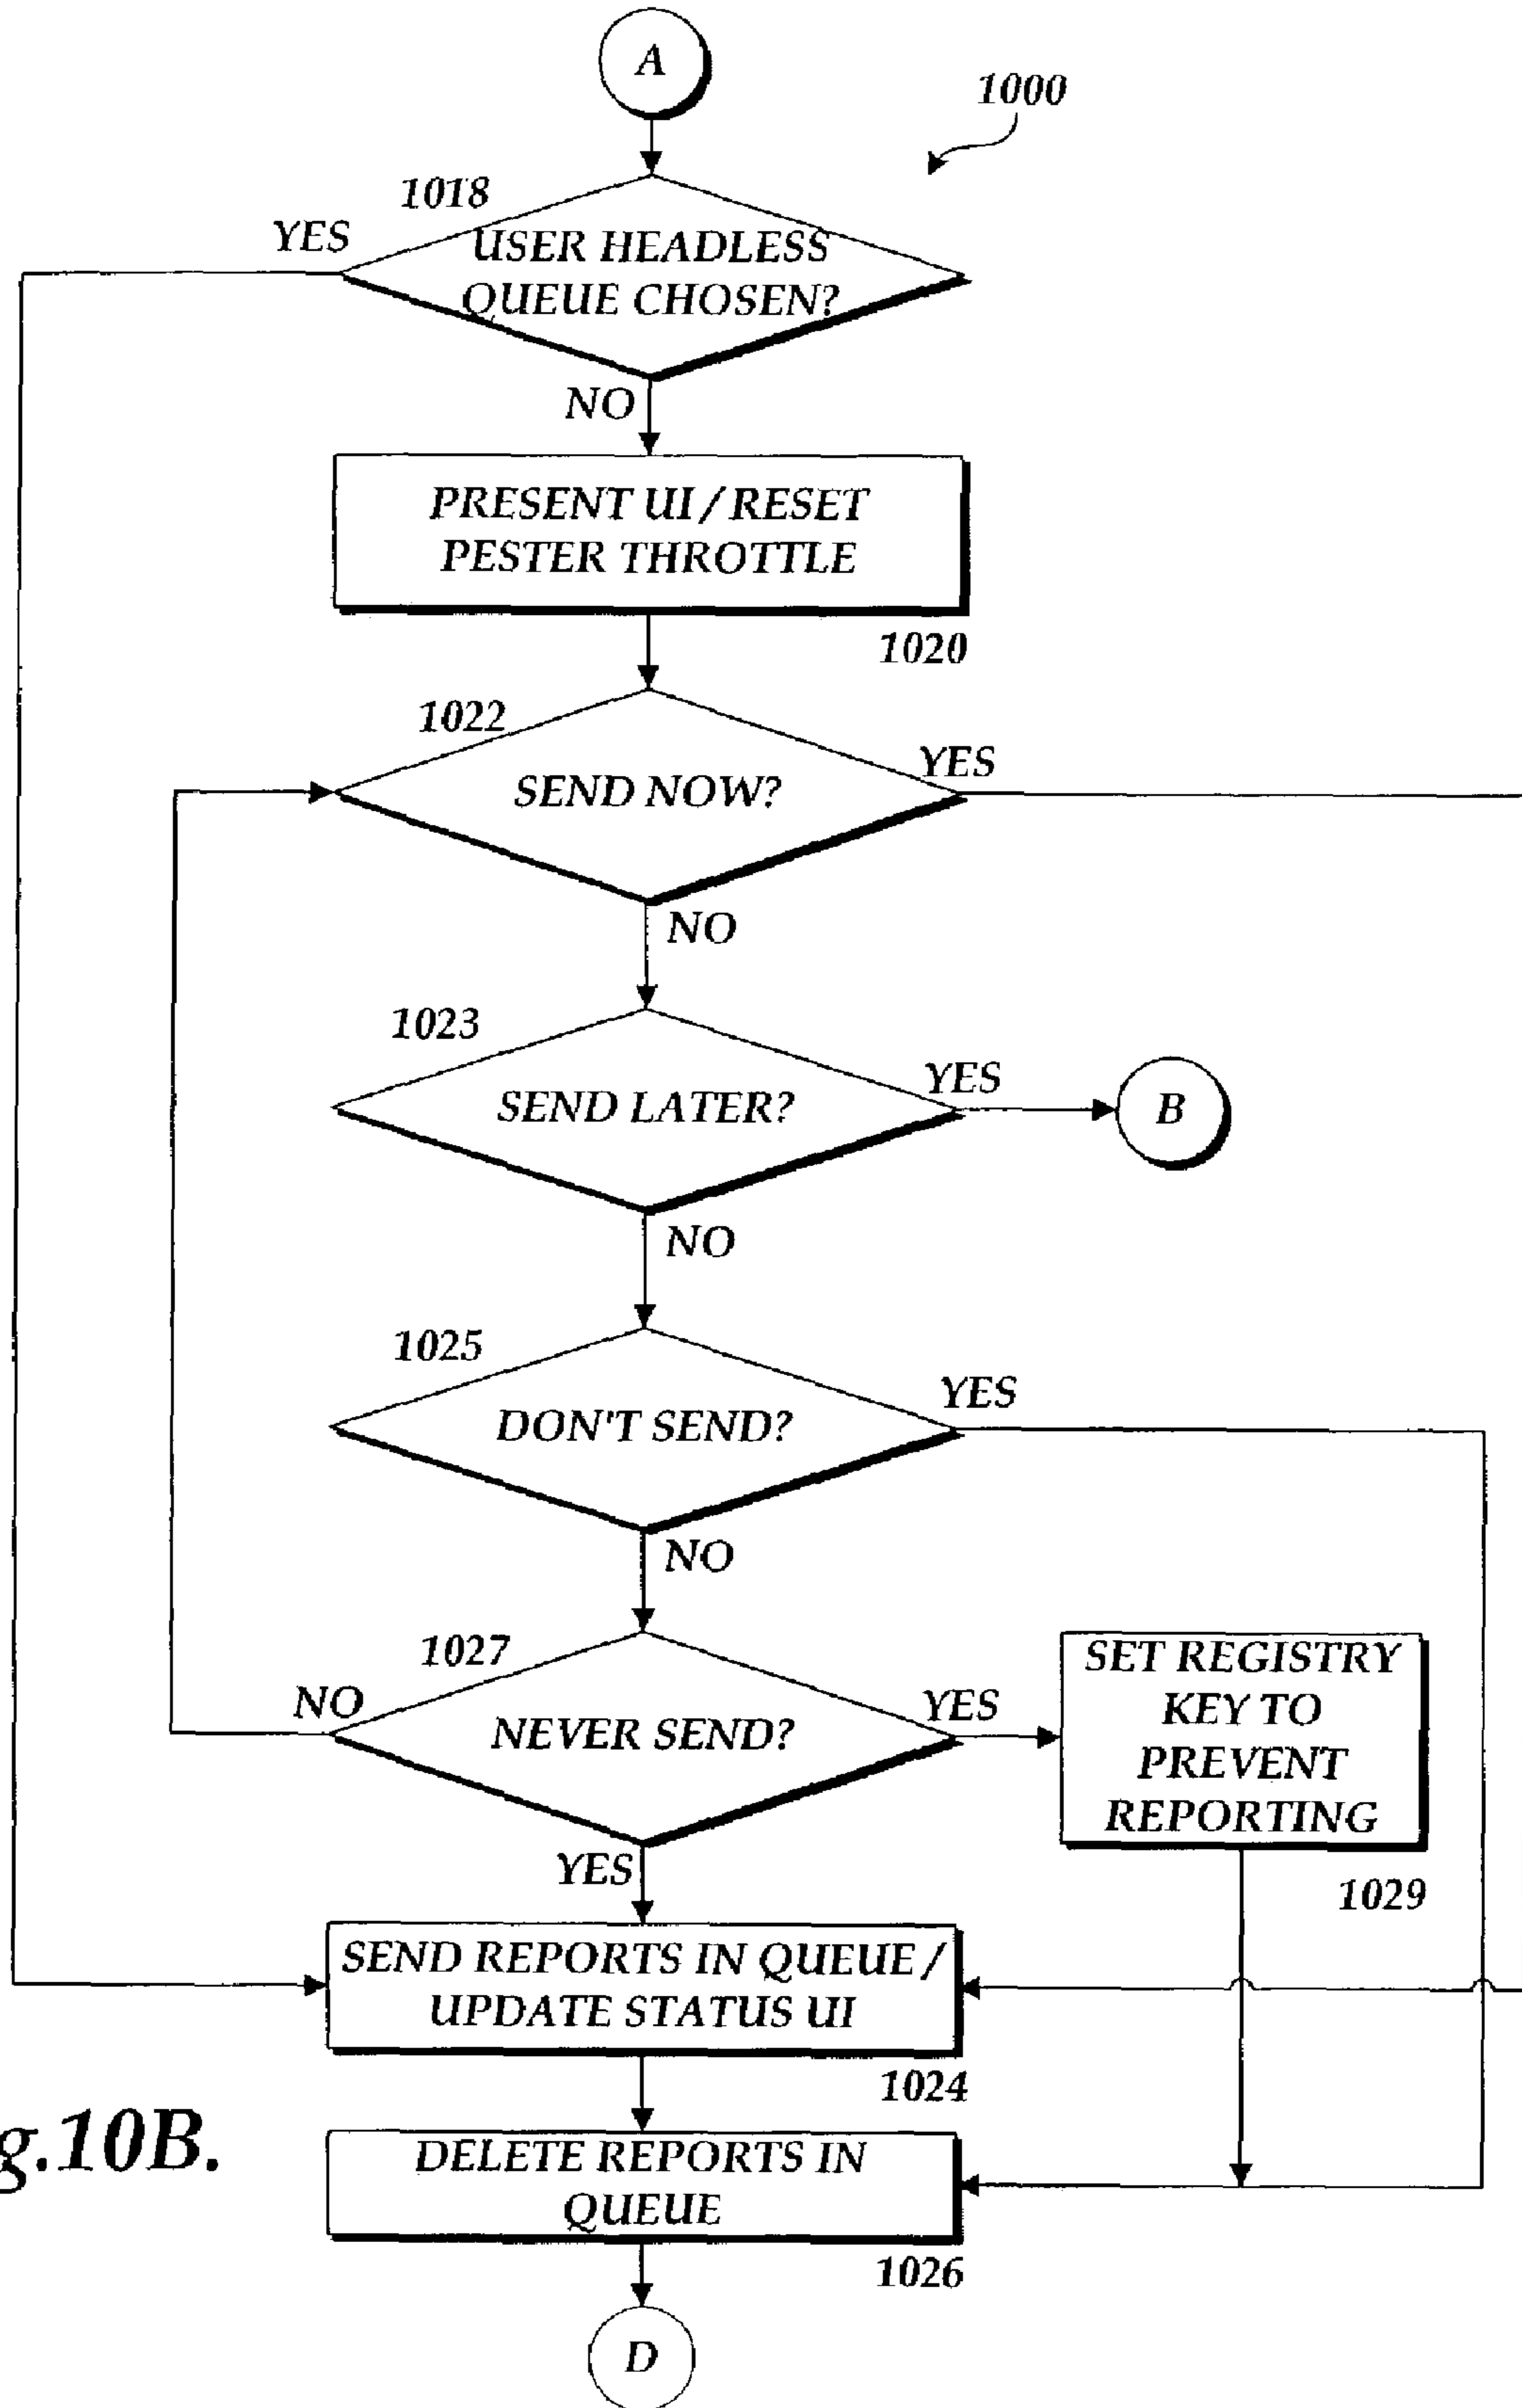 A
1000
1018
YES
USER HEADLESS
QUEUE CHOSEN?
NO
PRESENT UI / RESET
PESTER THROTTLE
1020
1022
YES
SEND NOW?
NO
1023
YES
SEND LATER?
B
NO
1025
YES
DON'T SEND?
NO
1027
NO
YES
NEVER SEND?
SET REGISTRY
KEY TO
PREVENT
REPORTING
YES
1029
SEND REPORTS IN QUEUE /
UPDATE STATUS UI
1024
g.10B.
DELETE REPORTS IN
QUEUE
1026
D